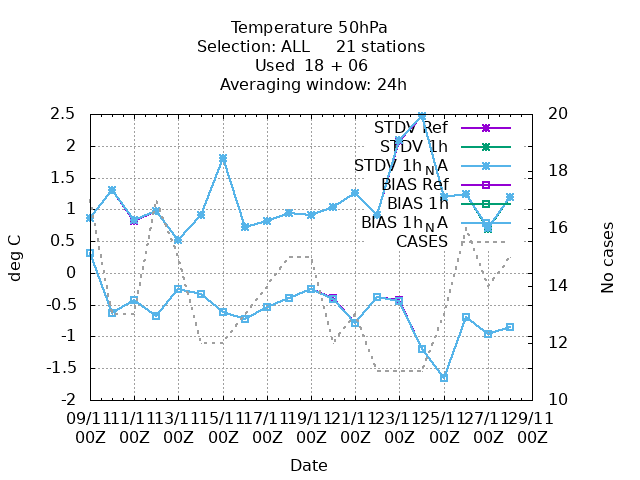 Temperature 50hPa
Selection: ALL     21 stations
Used  18 + 06
Averaging window: 24h
2.5
2
1.5
1
0.5
0
-0.5
-1
-1.5
-2
deg C
20
18
16
14
12
10
No cases
STDV Ref
STDV 1h
STDV 1h_NA
BIAS Ref
BIAS 1h
BIAS 1h_NA
CASES
09/11 11/11 13/11 15/11 17/11 19/11 21/11 23/11 25/11 27/11 29/11
00Z 00Z 00Z 00Z 00Z 00Z 00Z 00Z 00Z 00Z 00Z
Date